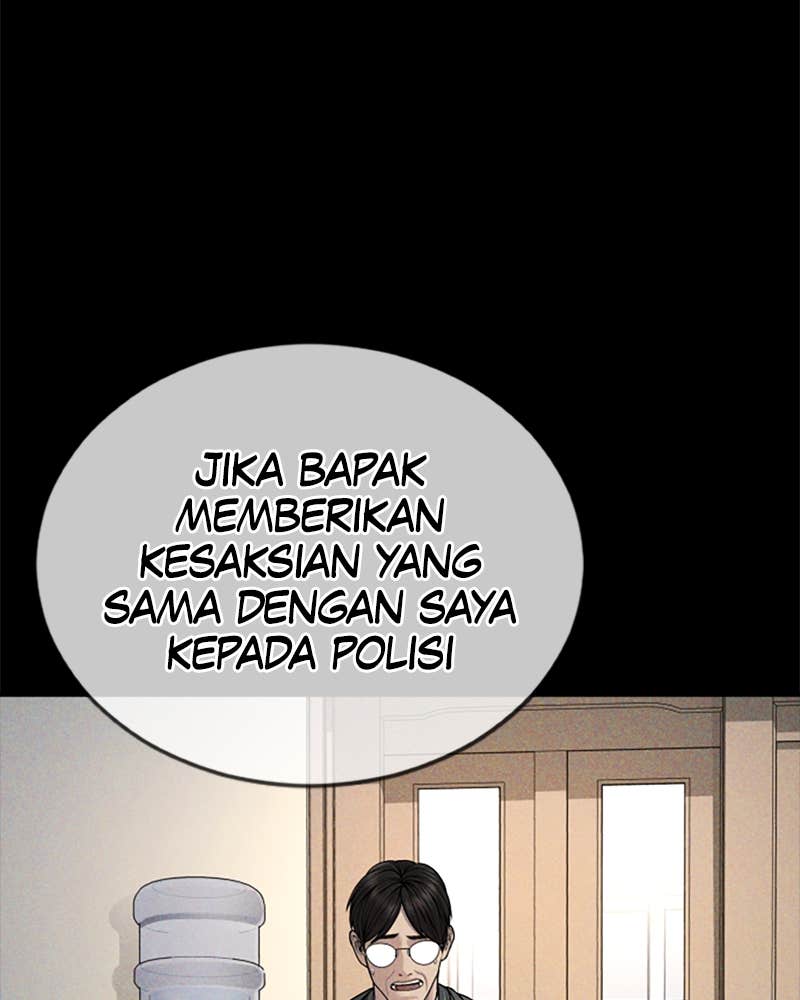 JIKA BAPAK
MEMBERIKAN
KESAKSIAN YANG
SAMA DENGAN SAYA
KEPADA POLISI